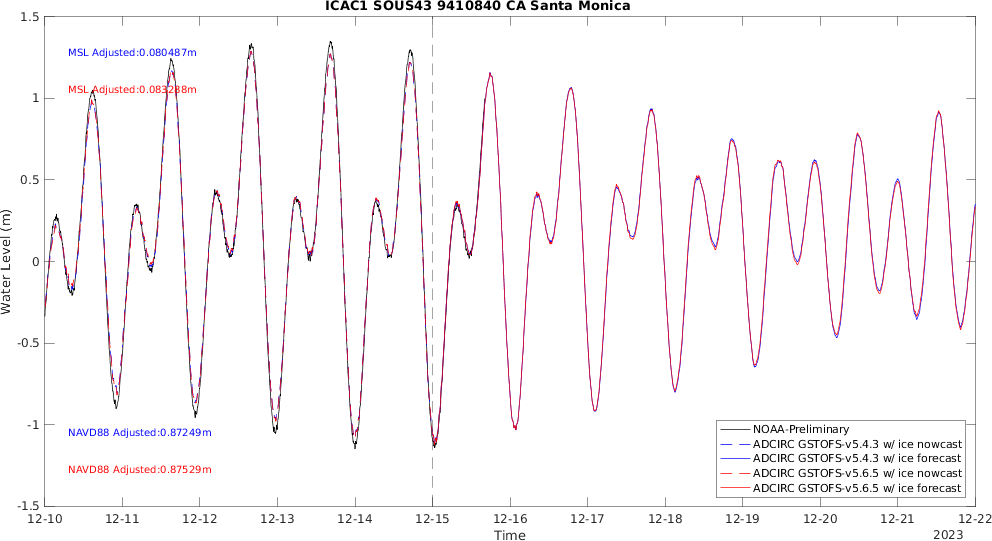 ICAC1 SOUS43 9410840 CA Santa Monica
1.5
1
0.5
0
-0.5
-1
-1.5
Water Level (m)
MSL Adjusted:0.080487m
MSL Adjusted:0.083288m
NAVD88 Adjusted:0.87249m
NAVD88 Adjusted:0.87529m
NOAA-Preliminary
ADCIRC GSTOFS-v5.4.3 w/ ice nowcast
ADCIRC GSTOFS-v5.4.3 w/ ice forecast
ADCIRC GSTOFS-v5.6.5 w/ ice nowcast
ADCIRC GSTOFS-v5.6.5 w/ ice forecast
12-10 12-11 12-12 12-13 12-14 12-15 12-16 12-17 12-18 12-19 12-20 12-21 12-22
Time
2023